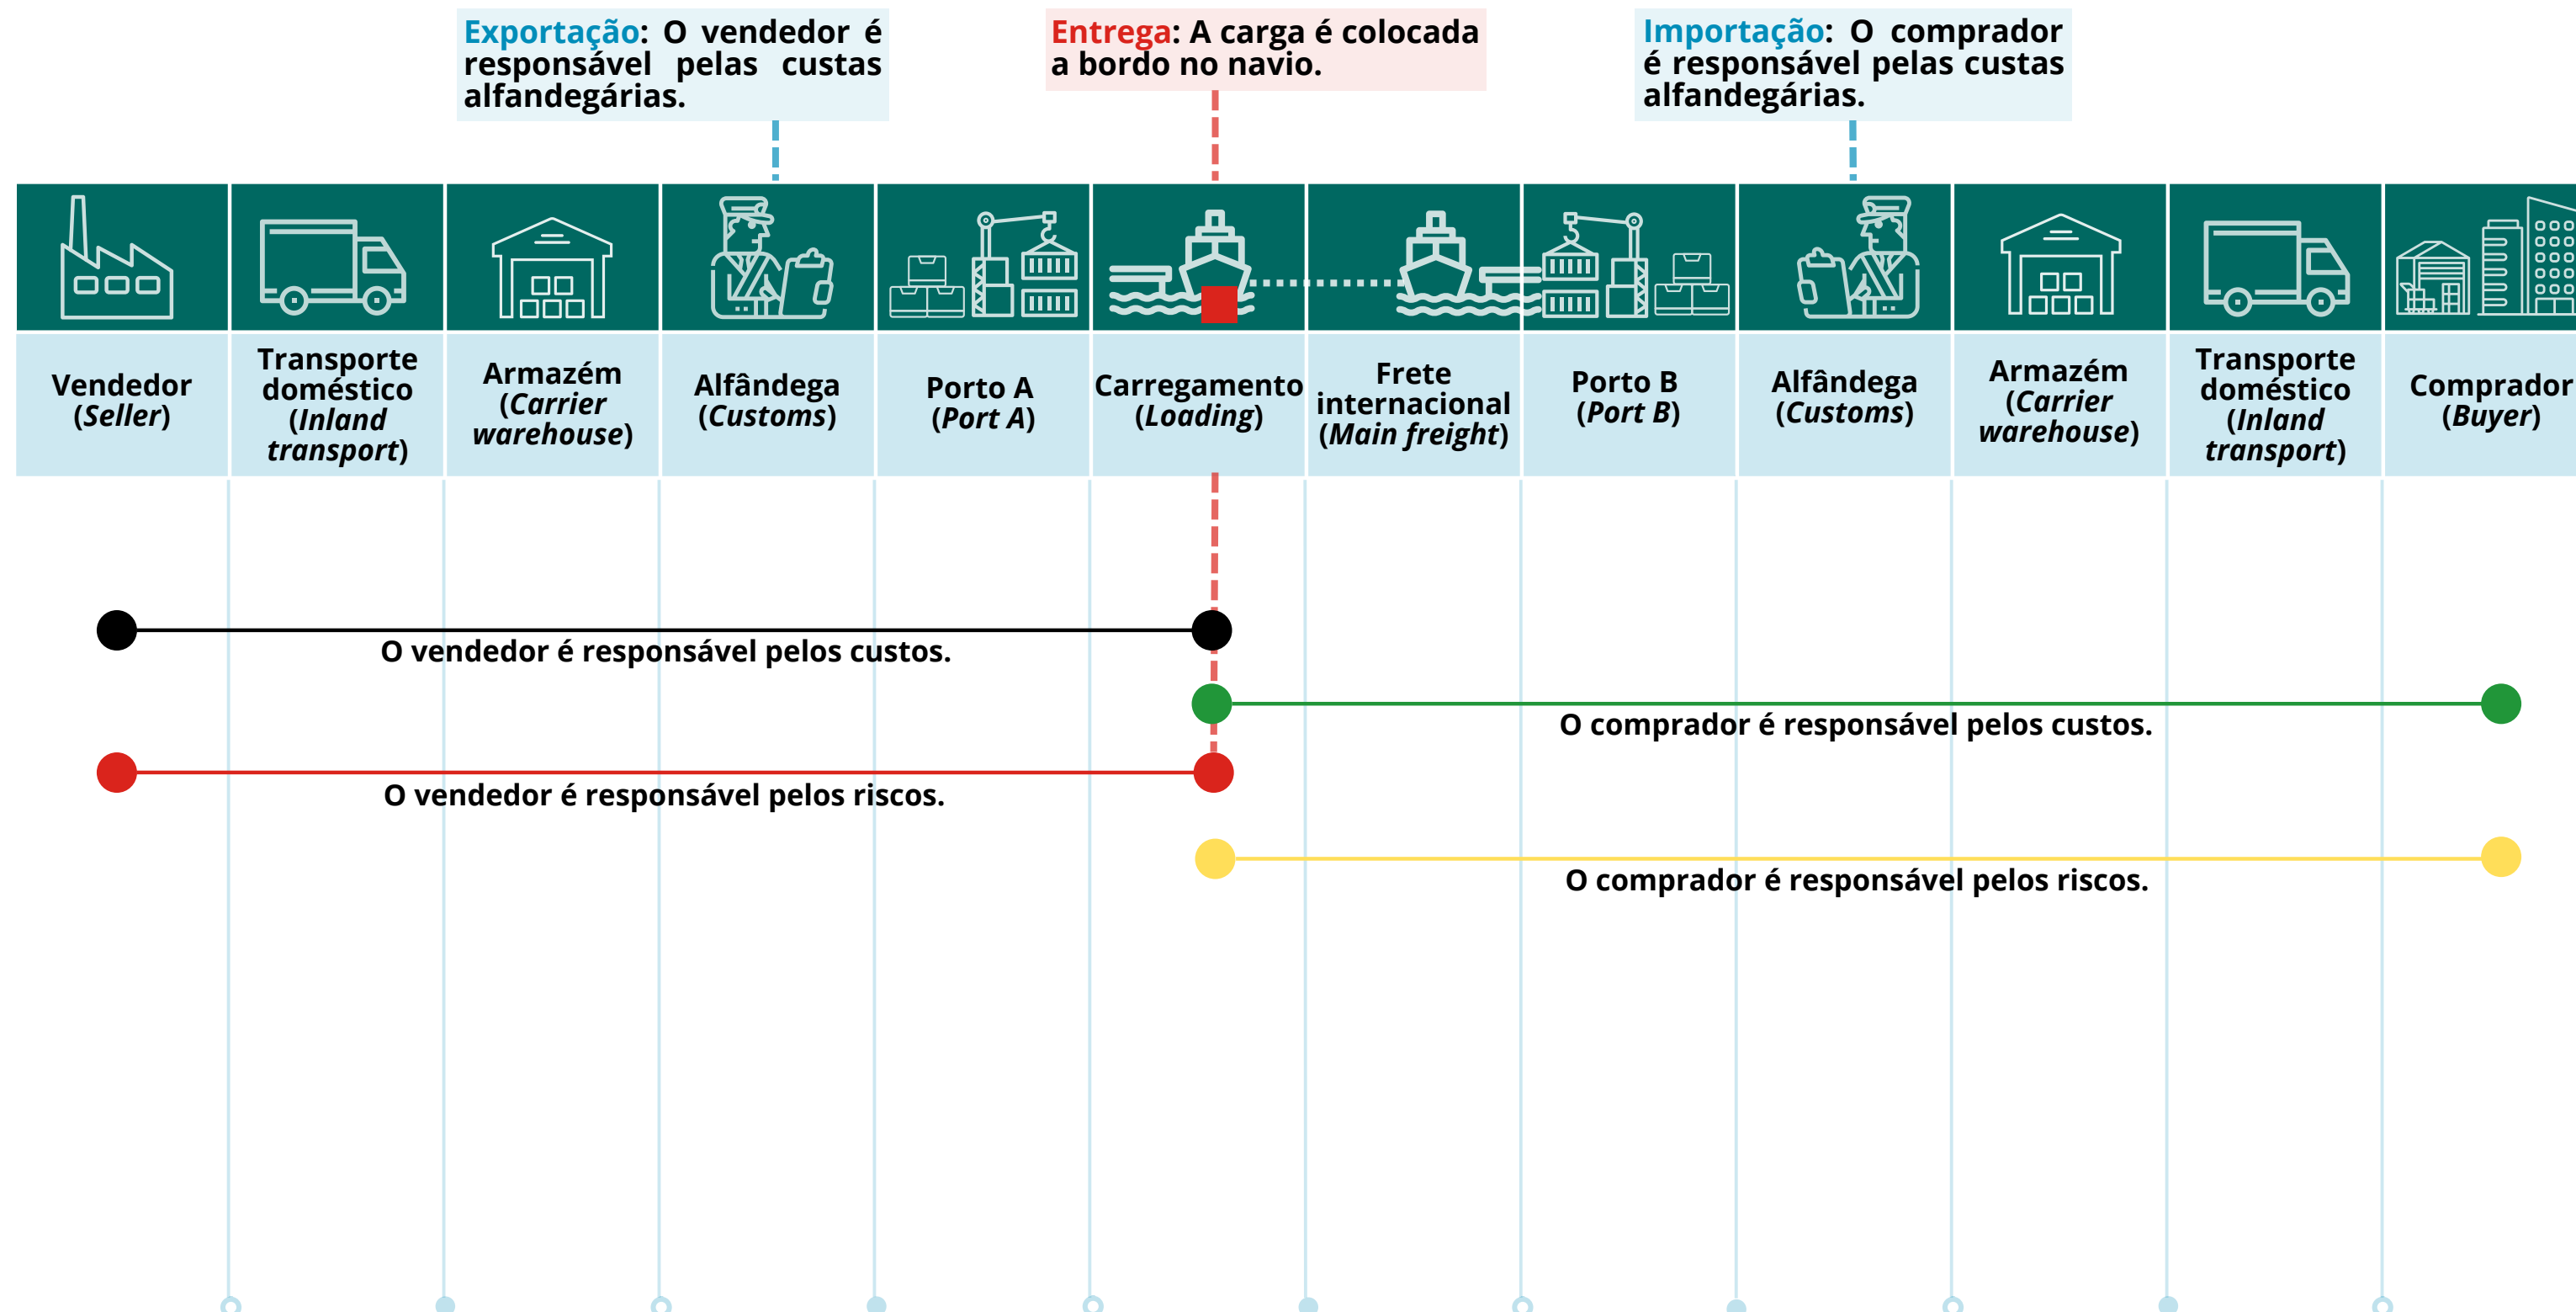 Exportação: O vendedor é
responsável pelas custas
alfandegárias.
Entrega: A carga é colocada
a bordo no navio.
Importação: O comprador
é responsável pelas custas
alfandegárias.
Vendedor
(Seller)
Transporte
doméstico
(Inland
transport)
Armazém
(Carrier
warehouse)
Alfândega
(Customs)
Porto A
(Port A)
Carregamento
(Loading)
Frete
internacional
(Main freight)
Porto B
(Port B)
Alfândega
(Customs)
Armazém
(Carrier
warehouse)
Transporte
doméstico
(Inland
transport)
Comprador
(Buyer)
O vendedor é responsável pelos custos.
O comprador é responsável pelos custos.
O vendedor é responsável pelos riscos.
O comprador é responsável pelos riscos.